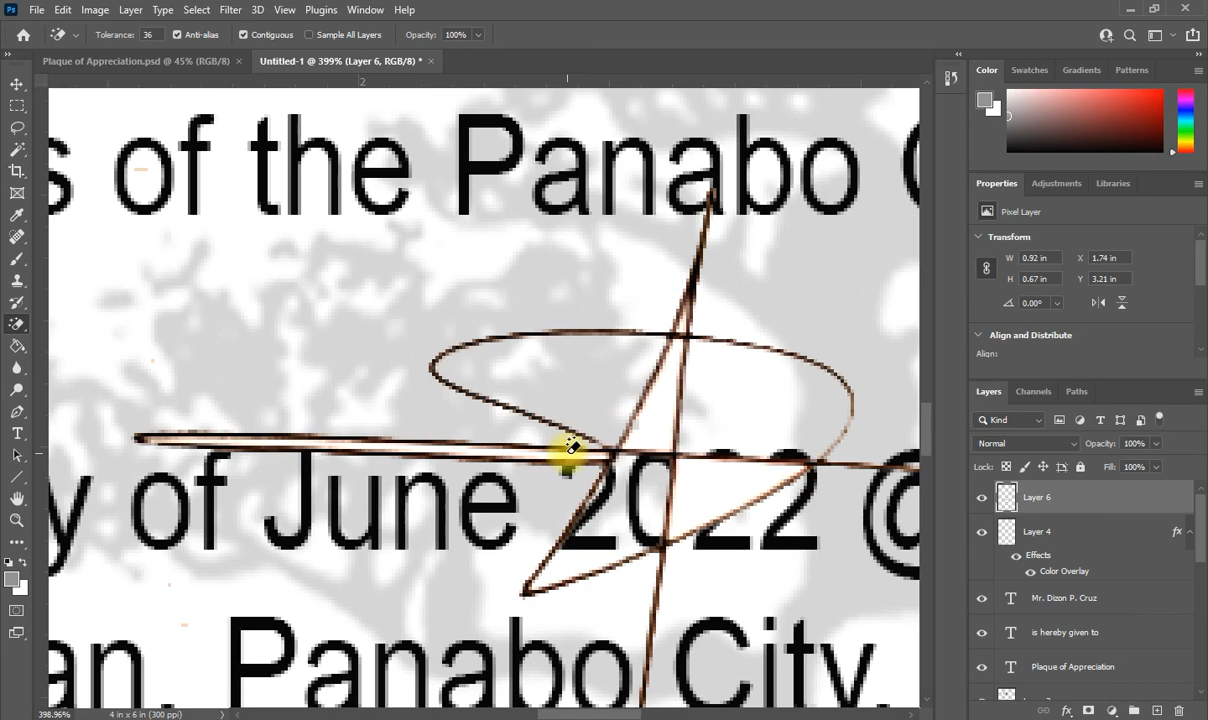 Ps File Edit Image Layer Type Select Filter 3D View Plugins Window Help
Tolerance: 36 Anti-alias Contiguous Sample All Layers Opacity: 100%
Plaque of Appreciation.psd @ 45% (RGB/8) × Untitled-1 @ 399% (Layer 6, RGB/8) * ×
2
s of the Panabo
y of June 2022 @
an, Panabo City.
398.96% 4 in x 6 in (300 ppi)
Color Swatches Gradients Patterns
Properties Adjustments Libraries
Pixel Layer
Transform
W 0.92 in X 1.74 in
H 0.67 in Y 3.21 in
0.00°
Align and Distribute
Align:
Layers Channels Paths
Kind
Normal Opacity: 100%
Lock: Fill: 100%
Layer 6
Layer 4 fx
Effects
Color Overlay
T Mr. Dizon P. Cruz
T is hereby given to
T Plaque of Appreciation
fx